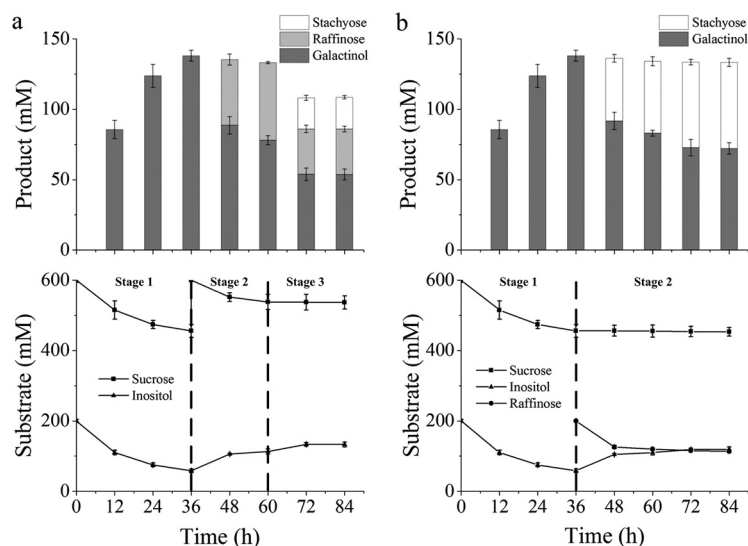 a
Stachyose
Raffinose
Galactinol
150
100
50
0
Product (mM)
600
400
200
0
Substrate (mM)
Stage 1
Stage 2
Stage 3
Sucrose
Inositol
0 12 24 36 48 60 72 84
Time (h)
b
Stachyose
Galactinol
150
100
50
0
Product (mM)
600
400
200
0
Substrate (mM)
Stage 1
Stage 2
Sucrose
Inositol
Raffinose
0 12 24 36 48 60 72 84
Time (h)